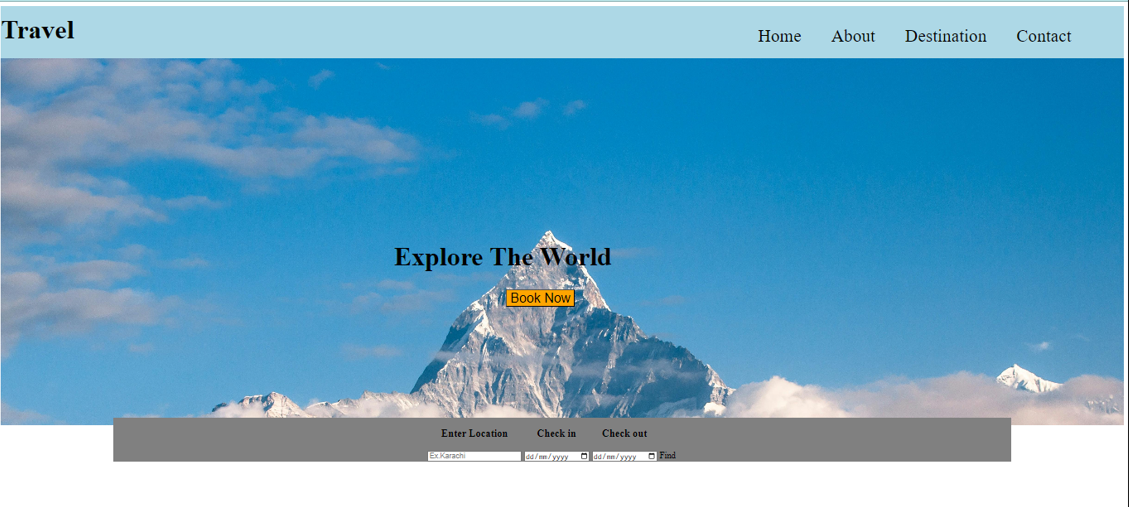 Travel
Home About Destination Contact
Explore The World
Book Now
Enter Location Check in Check out
Ex.Karachi dd/mm/yyyy dd/mm/yyyy Find